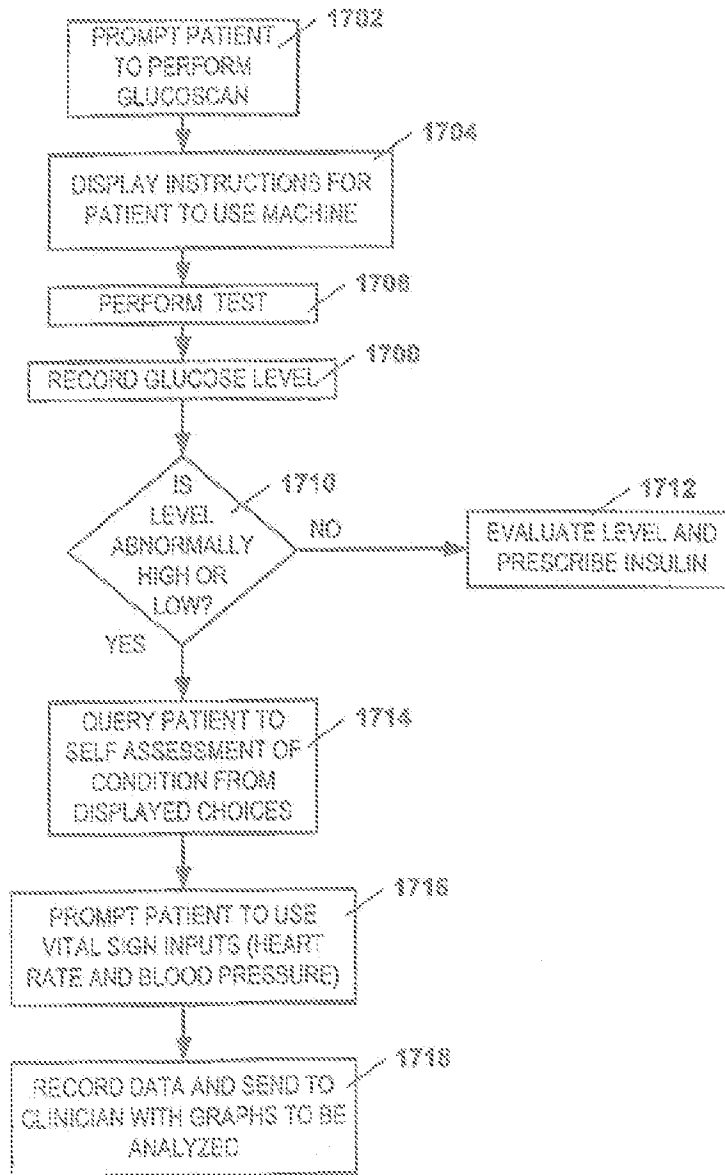 1702
PROMPT PATIENT
TO PERFORM
GLUCOSCAN
1704
DISPLAY INSTRUCTIONS FOR
PATIENT TO USE MACHINE
1708
PERFORM TEST
1700
RECORD GLUCOSE LEVEL
1710
IS
LEVEL
ABNORMALLY
HIGH OR
LOW?
NO
1712
EVALUATE LEVEL AND
PRESCRIBE INSULIN
YES
1714
QUERY PATIENT TO
SELF ASSESSMENT OF
CONDITION FROM
DISPLAYED CHOICES
1716
PROMPT PATIENT TO USE
VITAL SIGN INPUTS (HEART
RATE AND BLOOD PRESSURE)
1718
RECORD DATA AND SEND TO
CLINICIAN WITH GRAPHS TO BE
ANALYZED